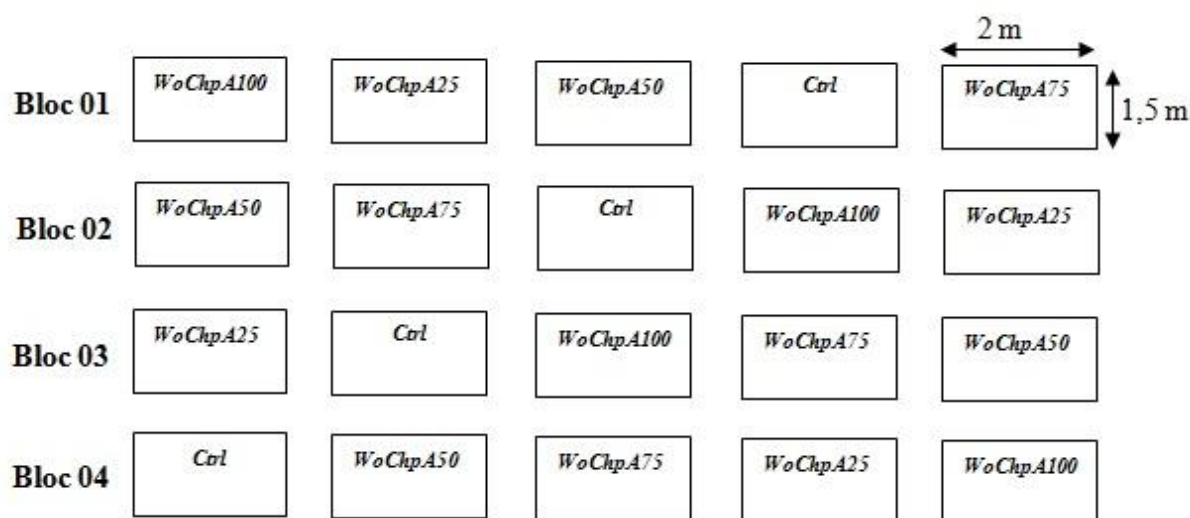 2 m
Bloc 01 WoChpA100 WoChpA25 WoChpA50 Ctrl WoChpA75 1,5 m
Bloc 02 WoChpA50 WoChpA75 Ctrl WoChpA100 WoChpA25
Bloc 03 WoChpA25 Ctrl WoChpA100 WoChpA75 WoChpA50
Bloc 04 Ctrl WoChpA50 WoChpA75 WoChpA25 WoChpA100